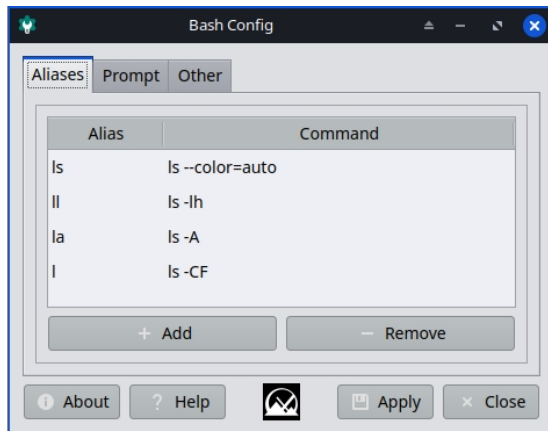 Bash Config
Aliases Prompt Other
Alias Command
ls ls --color=auto
ll ls -lh
la ls -A
l ls -CF
+ Add − Remove
About ? Help Apply × Close